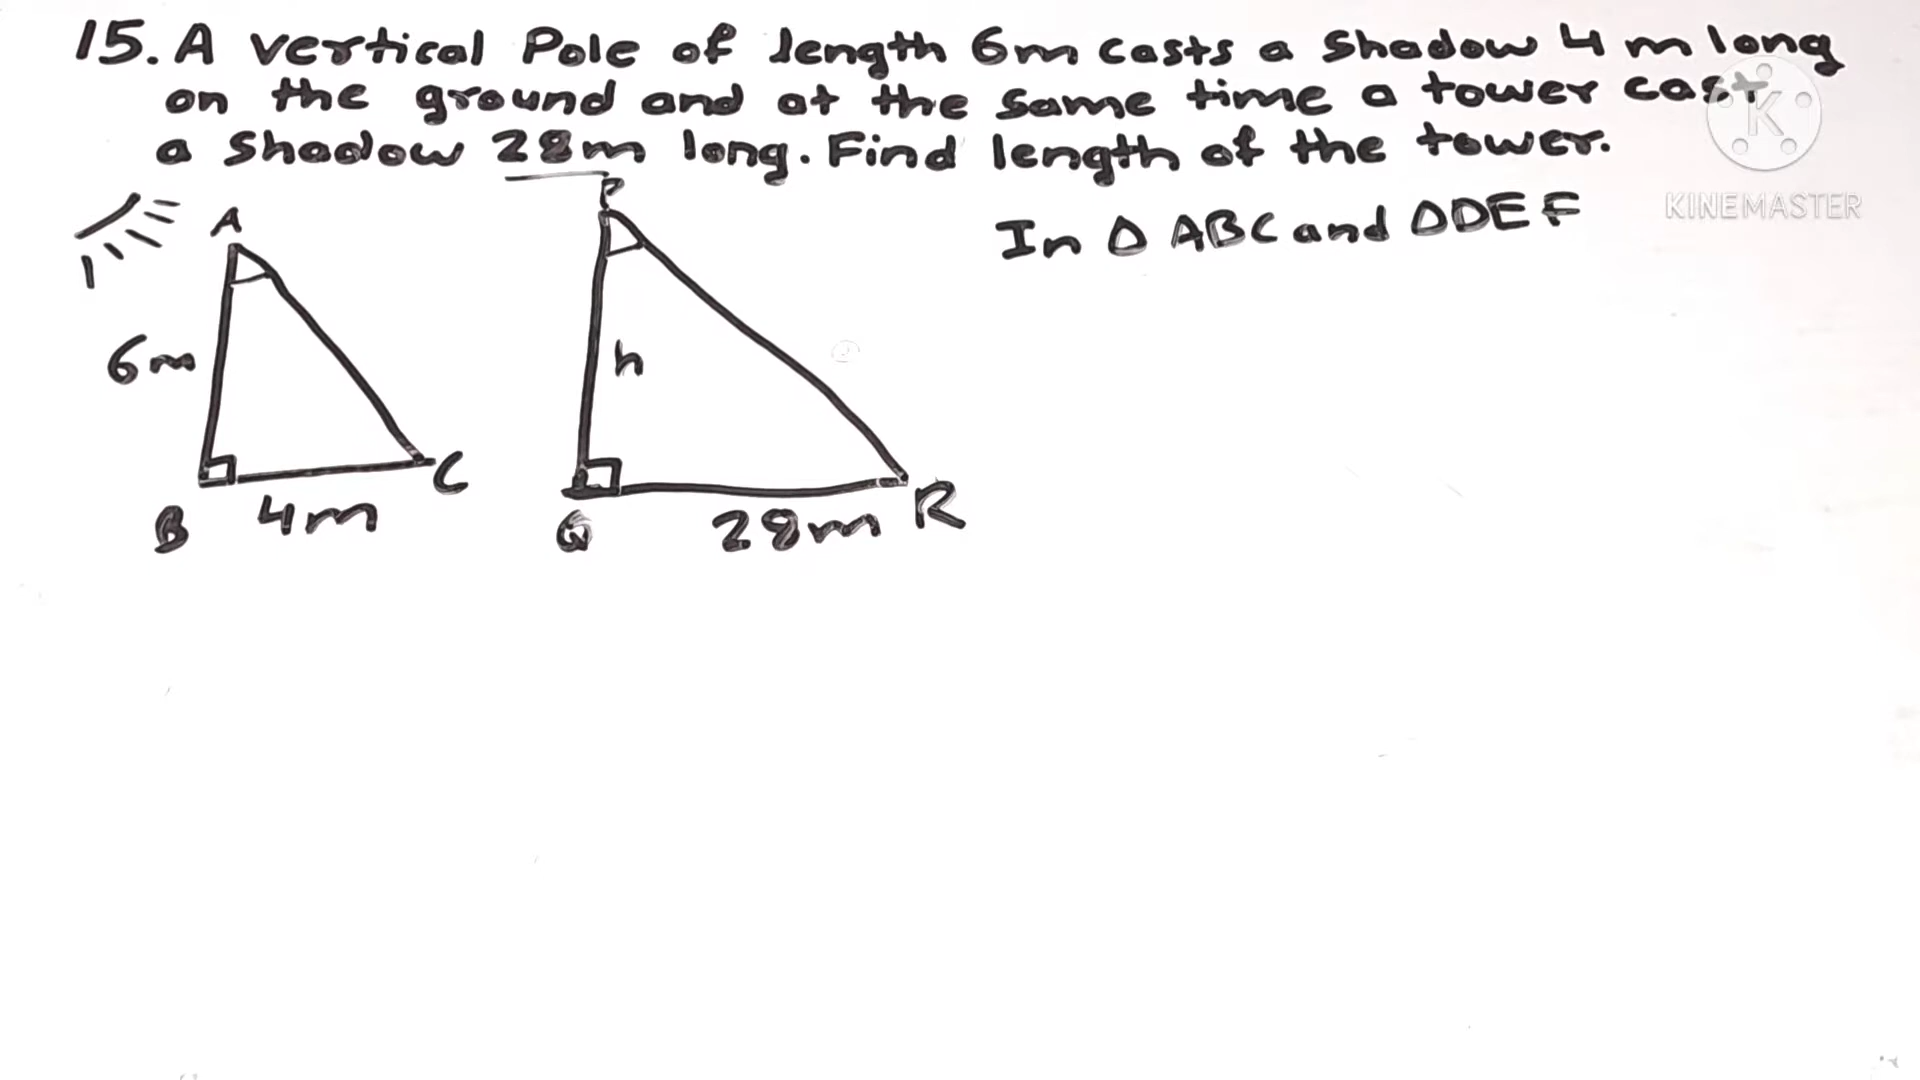 15. A vertical Pole of length 6m casts a Shadow 4 m long
on the ground and at the same time a tower cast
a Shadow 28m long. Find length of the tower.
KINEMASTER
In Δ ABC and ΔDEF
A
P
6m
h
B
4m
C
Q
28m
R